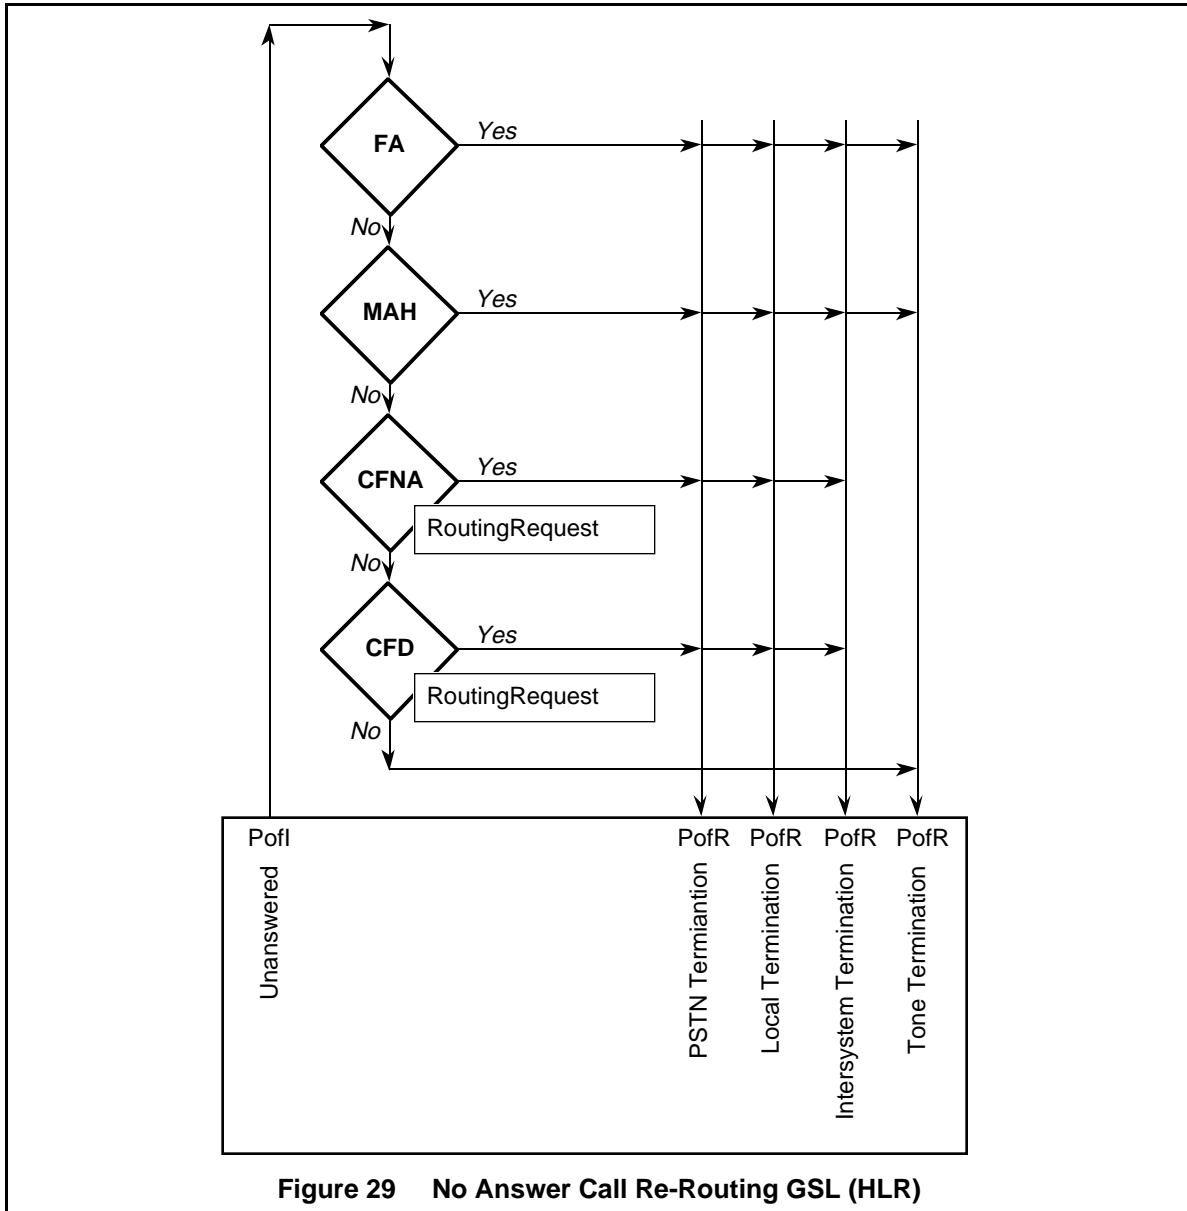 FA
Yes
No
MAH
Yes
No
CFNA
Yes
RoutingRequest
No
CFD
Yes
RoutingRequest
No
PofI
PofR
PofR
PofR
PofR
Unanswered
PSTN Termiantion
Local Termination
Intersystem Termination
Tone Termination
Figure 29 No Answer Call Re-Routing GSL (HLR)